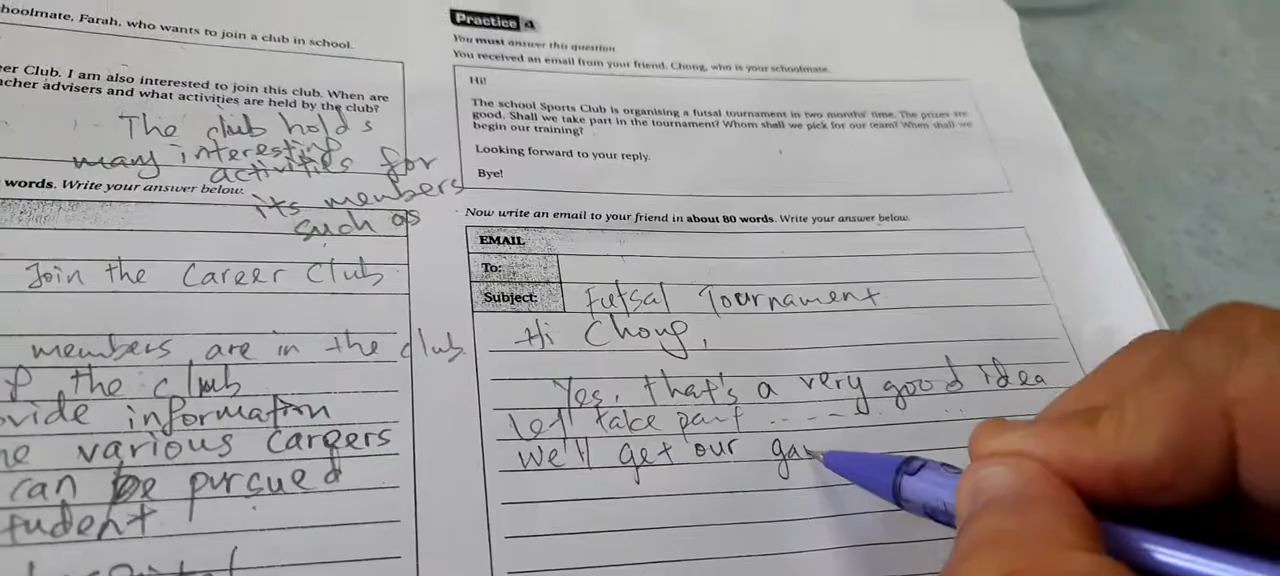 hoolmate, Farah, who wants to join a club in school.
er Club. I am also interested to join this club. When are
acher advisers and what activities are held by the club?
The club holds
many interesting
activities for
words. Write your answer below.
its members
such as
Join the Career Club
members are in the club.
the club
ovide information
he various careers
can be pursued
tudent
Practice 4
You must answer this question.
You received an email from your friend, Chong, who is your schoolmate.
Hi!
The school Sports Club is organising a futsal tournament in two months' time. The prizes are
good. Shall we take part in the tournament? Whom shall we pick for our team? When shall we
begin our training?
Looking forward to your reply.
Bye!
Now write an email to your friend in about 80 words. Write your answer below.
EMAIL
To:
Subject: Futsal Tournament
Hi Chong,
Yes, that's a very good idea
take part ....
We'll get our